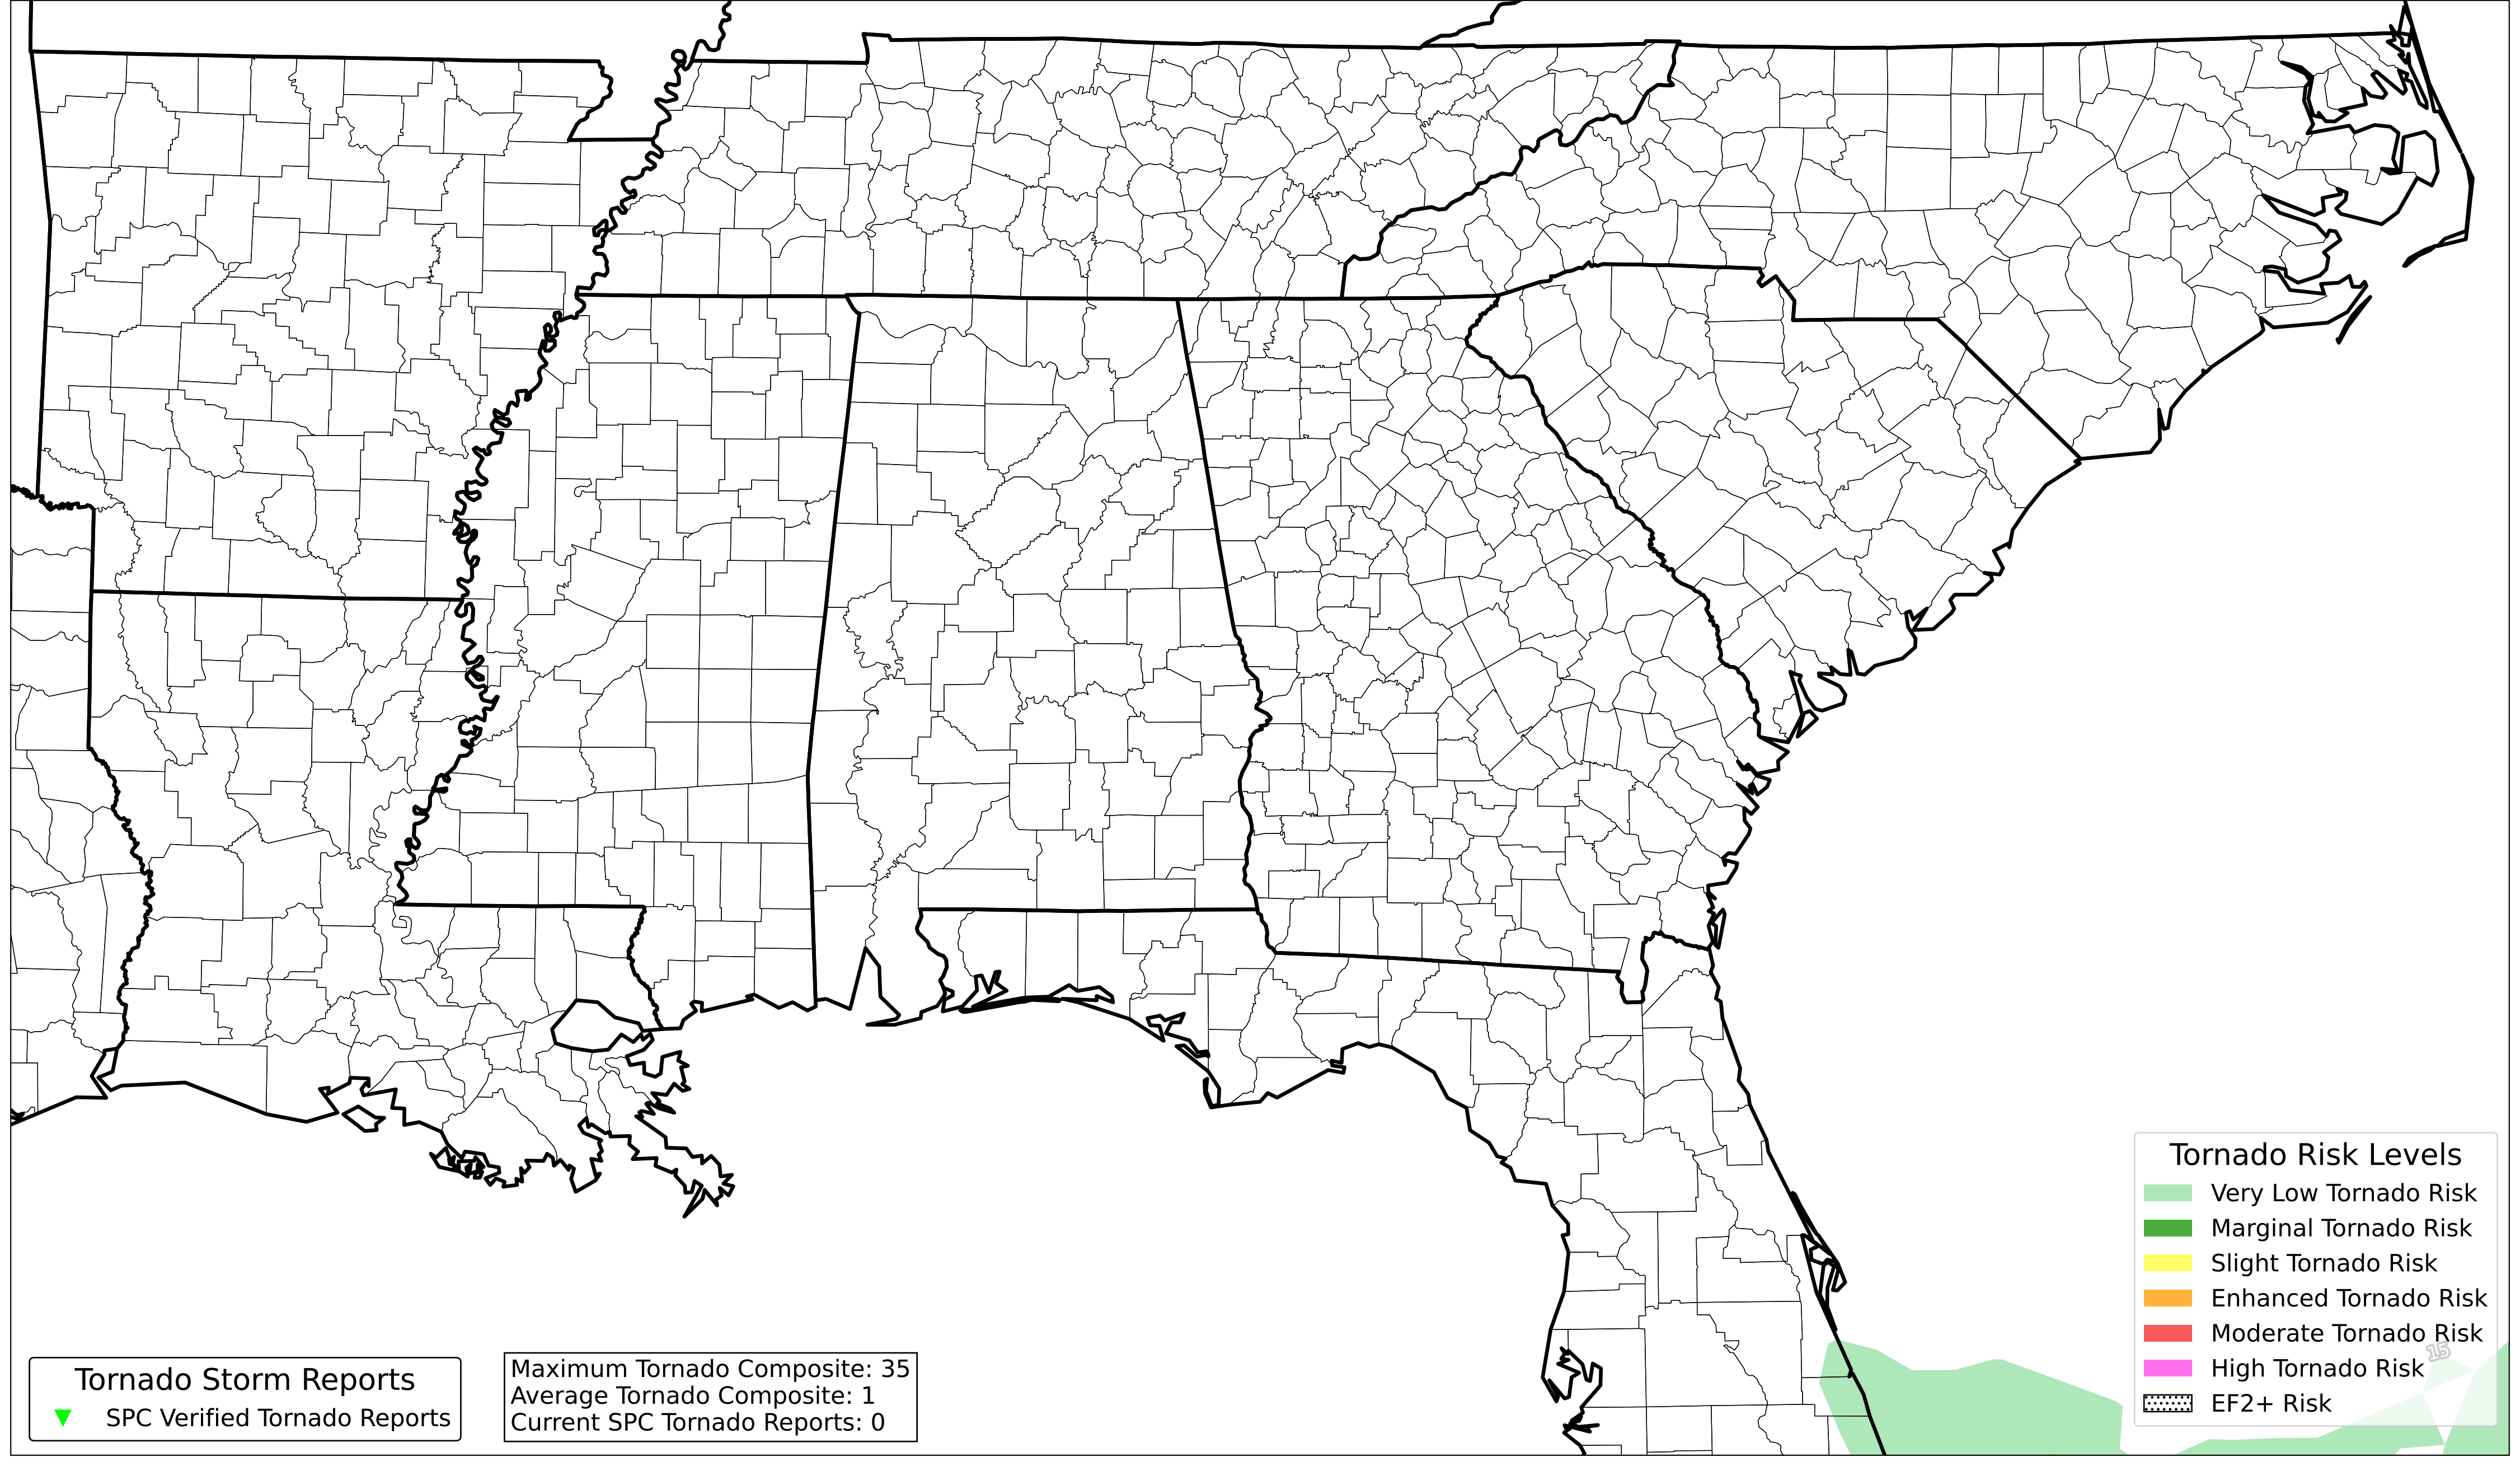 Tornado Risk Levels
Very Low Tornado Risk
Marginal Tornado Risk
Slight Tornado Risk
Enhanced Tornado Risk
Moderate Tornado Risk
High Tornado Risk
EF2+ Risk
15
Tornado Storm Reports
SPC Verified Tornado Reports
Maximum Tornado Composite: 35
Average Tornado Composite: 1
Current SPC Tornado Reports: 0